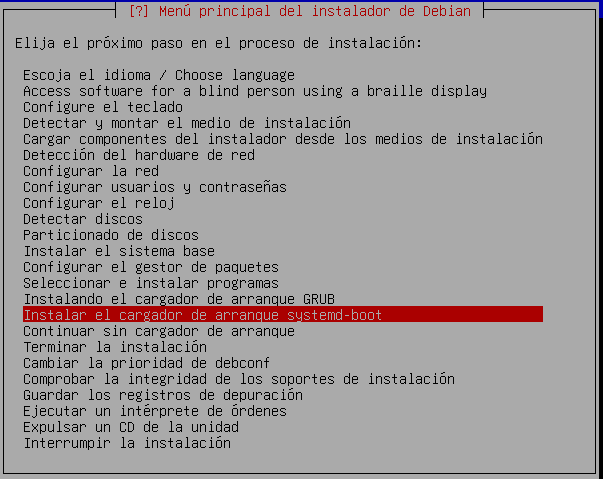 [?] Menú principal del instalador de Debian
Elija el próximo paso en el proceso de instalación:
Escoja el idioma / Choose language
Access software for a blind person using a braille display
Configure el teclado
Detectar y montar el medio de instalación
Cargar componentes del instalador desde los medios de instalación
Detección del hardware de red
Configurar la red
Configurar usuarios y contraseñas
Configurar el reloj
Detectar discos
Particionado de discos
Instalar el sistema base
Configurar el gestor de paquetes
Seleccionar e instalar programas
Instalando el cargador de arranque GRUB
Instalar el cargador de arranque systemd-boot
Continuar sin cargador de arranque
Terminar la instalación
Cambiar la prioridad de debconf
Comprobar la integridad de los soportes de instalación
Guardar los registros de depuración
Ejecutar un intérprete de órdenes
Expulsar un CD de la unidad
Interrumpir la instalación